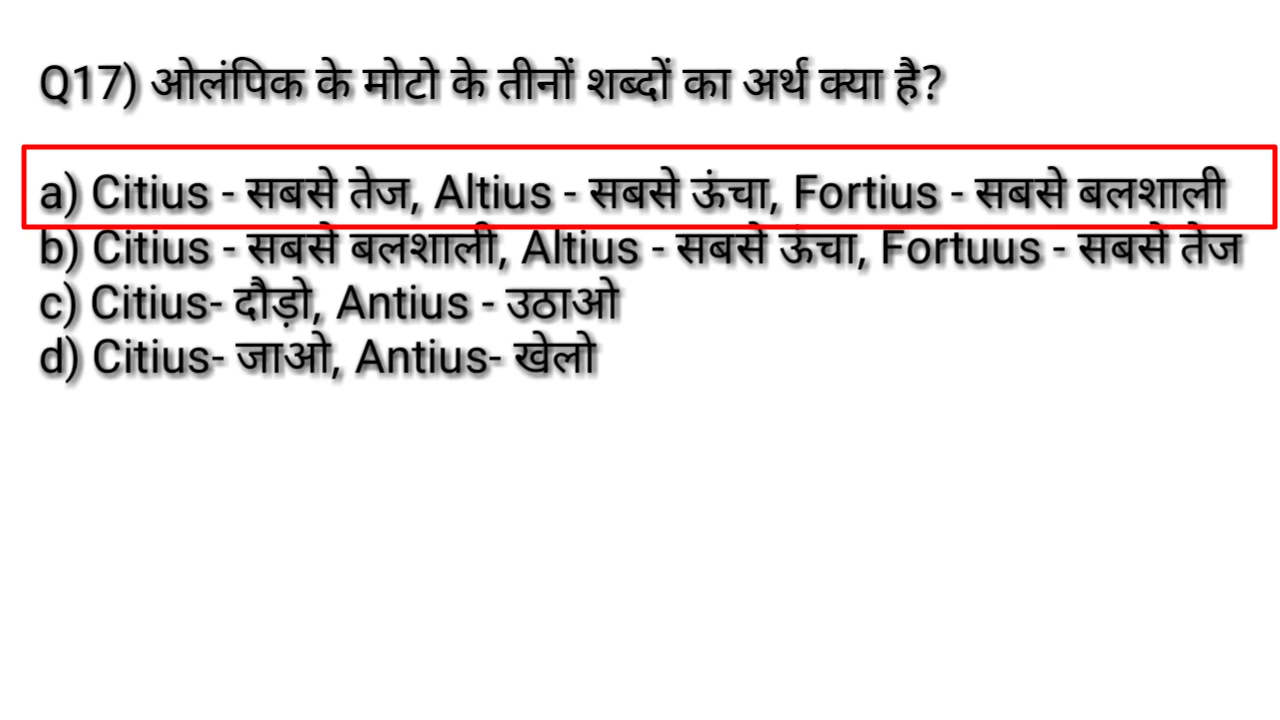 Q17) ओलंपिक के मोटो के तीनों शब्दों का अर्थ क्या है?
a) Citius - सबसे तेज, Altius - सबसे ऊंचा, Fortius - सबसे बलशाली
b) Citius - सबसे बलशाली, Altius - सबसे ऊंचा, Fortuus - सबसे तेज
c) Citius- दौड़ो, Antius - उठाओ
d) Citius- जाओ, Antius- खेलो